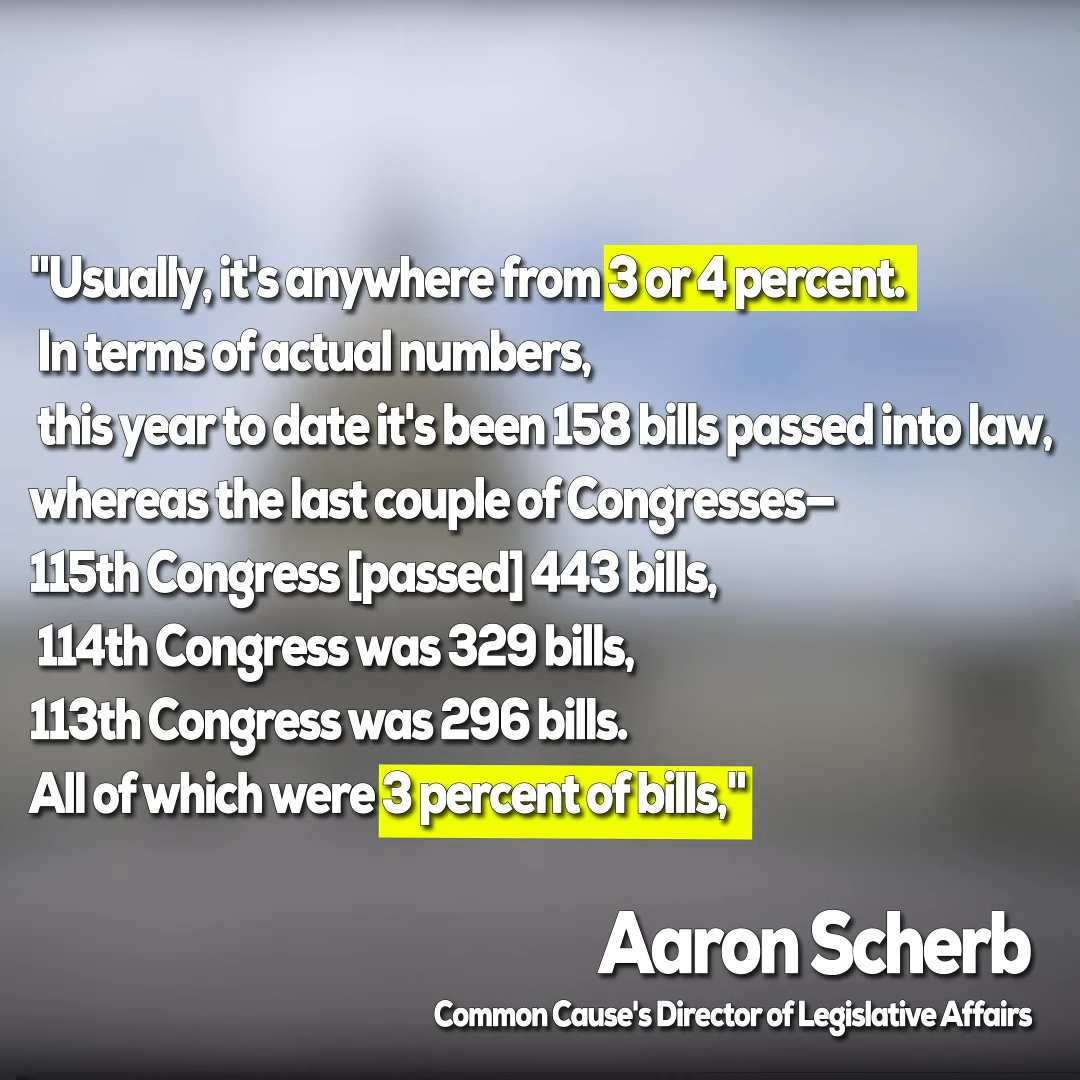 "Usually, it's anywhere from 3 or 4 percent.
In terms of actual numbers,
this year to date it's been 158 bills passed into law,
whereas the last couple of Congresses—
115th Congress [passed] 443 bills,
114th Congress was 329 bills,
113th Congress was 296 bills.
All of which were 3 percent of bills,"
Aaron Scherb
Common Cause's Director of Legislative Affairs